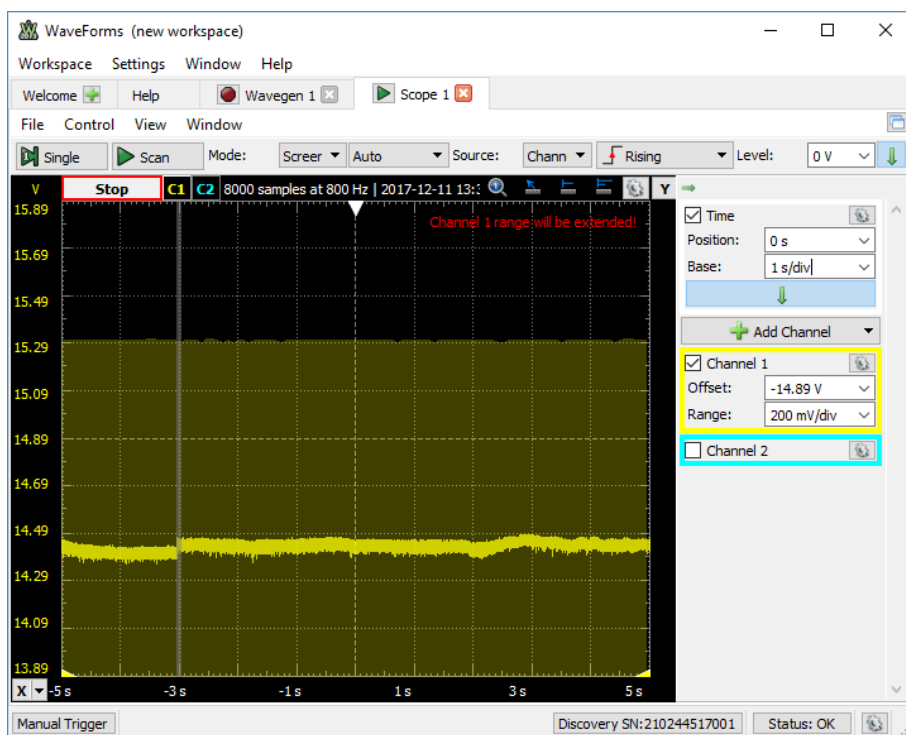 WaveForms (new workspace)
Workspace Settings Window Help
Welcome Help Wavegen 1 Scope 1
File Control View Window
Single Scan Mode: Screer Auto Source: Chann Rising Level: 0 V
V Stop C1 C2 8000 samples at 800 Hz | 2017-12-11 13:: Y
Channel 1 range will be extended!
15.89
15.69
15.49
15.29
15.09
14.89
14.69
14.49
14.29
14.09
13.89
X -5 s -3 s -1 s 1 s 3 s 5 s
Time
Position: 0 s
Base: 1 s/div
Add Channel
Channel 1
Offset: -14.89 V
Range: 200 mV/div
Channel 2
Manual Trigger Discovery SN:210244517001 Status: OK